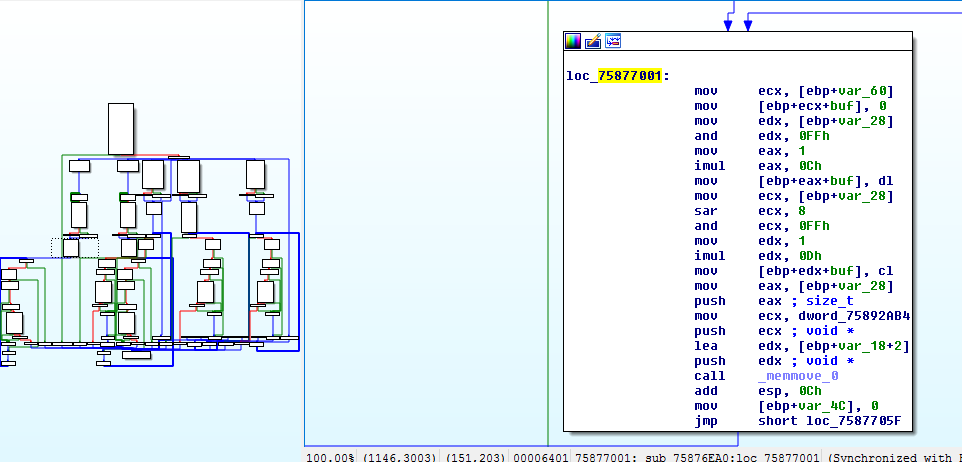 loc_75877001:
mov ecx, [ebp+var_60]
mov [ebp+ecx+buf], 0
mov edx, [ebp+var_28]
and edx, 0FFh
mov eax, 1
imul eax, 0Ch
mov [ebp+eax+buf], dl
mov ecx, [ebp+var_28]
sar ecx, 8
and ecx, 0FFh
mov edx, 1
imul edx, 0Dh
mov [ebp+edx+buf], cl
mov eax, [ebp+var_28]
push eax ; size_t
mov ecx, dword_75892AB4
push ecx ; void *
lea edx, [ebp+var_18+2]
push edx ; void *
call _memmove_0
add esp, 0Ch
mov [ebp+var_4C], 0
jmp short loc_7587705F
100.00% (1146,3003) (151,203) 00006401 75877001: sub_75876EA0:loc_75877001 (Synchronized with